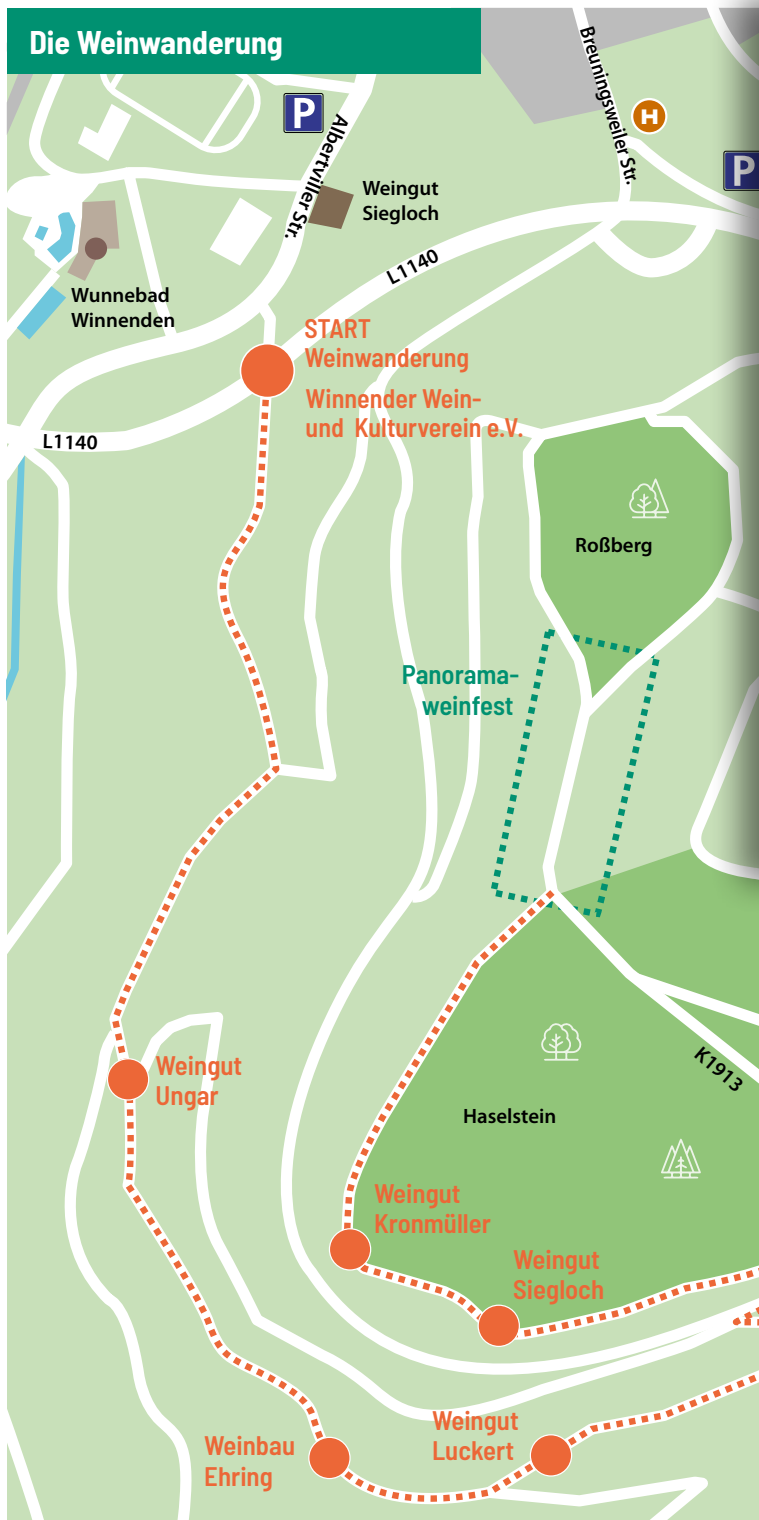 Die Weinwanderung
Breuningsweiler Str.
H
P
P
Albertviller Str.
Weingut
Siegloch
L1140
Wunnebad
Winnenden
START
Weinwanderung
Winnender Wein-
und Kulturverein e.V.
L1140
Roßberg
Panorama-
weinfest
K1913
Weingut
Ungar
Haselstein
Weingut
Kronmüller
Weingut
Siegloch
Weingut
Luckert
Weinbau
Ehring